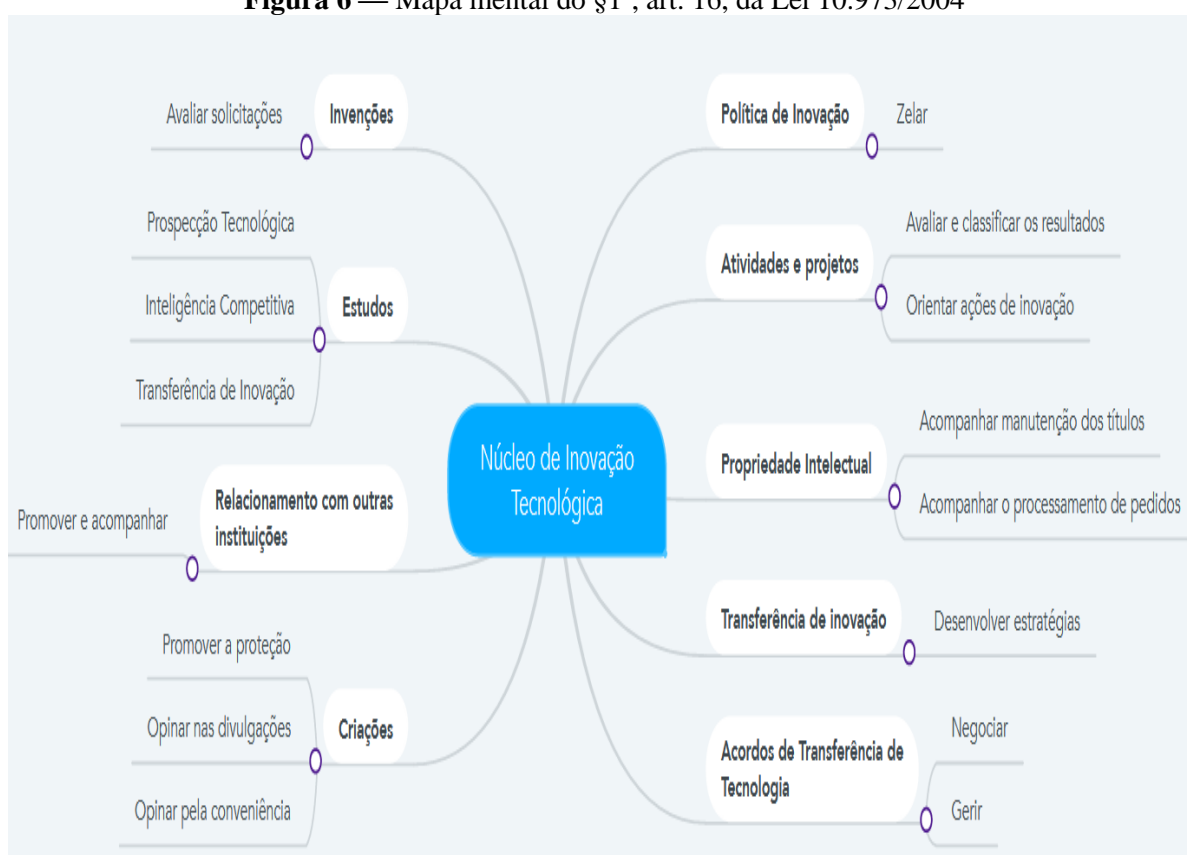 Figura 6 — Mapa mental do §1º, art. 16, da Lei 10.973/2004
Invenções
Avaliar solicitações
Estudos
Prospecção Tecnológica
Inteligência Competitiva
Transferência de Inovação
Relacionamento com outras
instituições
Promover e acompanhar
Criações
Promover a proteção
Opinar nas divulgações
Opinar pela conveniência
Núcleo de Inovação
Tecnológica
Política de Inovação
Zelar
Atividades e projetos
Avaliar e classificar os resultados
Orientar ações de inovação
Propriedade Intelectual
Acompanhar manutenção dos títulos
Acompanhar o processamento de pedidos
Transferência de inovação
Desenvolver estratégias
Acordos de Transferência de
Tecnologia
Negociar
Gerir